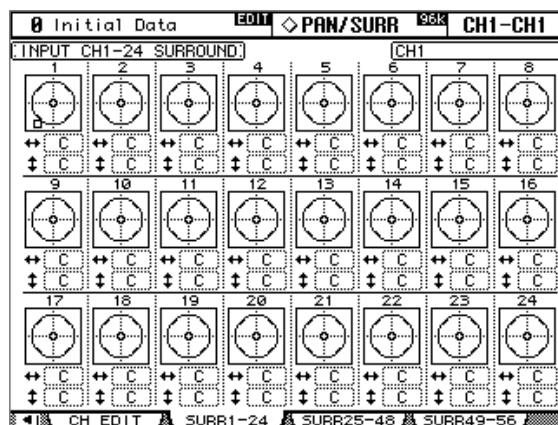 0 Initial Data EDIT ◇ PAN/SURR 96k CH1-CH1
INPUT CH1-24 SURROUND CH1
1 2 3 4 5 6 7 8
↔ C ↔ C ↔ C ↔ C ↔ C ↔ C ↔ C ↔ C
↕ C ↕ C ↕ C ↕ C ↕ C ↕ C ↕ C ↕ C
9 10 11 12 13 14 15 16
↔ C ↔ C ↔ C ↔ C ↔ C ↔ C ↔ C ↔ C
↕ C ↕ C ↕ C ↕ C ↕ C ↕ C ↕ C ↕ C
17 18 19 20 21 22 23 24
↔ C ↔ C ↔ C ↔ C ↔ C ↔ C ↔ C ↔ C
↕ C ↕ C ↕ C ↕ C ↕ C ↕ C ↕ C ↕ C
CH EDIT SURR1-24 SURR25-48 SURR49-56